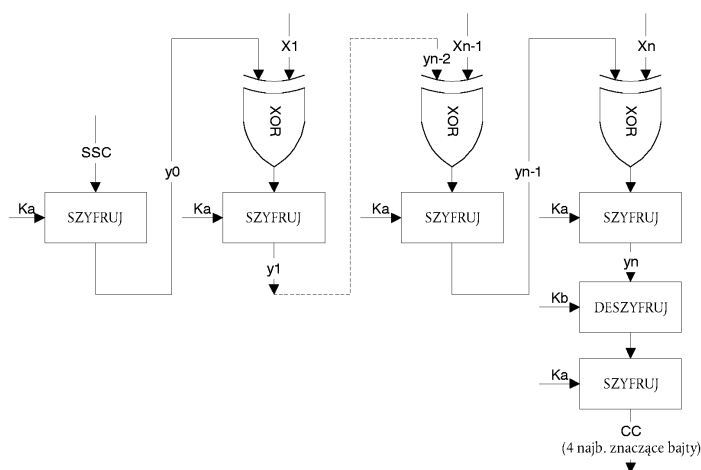 X1
Xn-1
Xn
yn-2
XOR
XOR
XOR
SSC
y0
yn-1
Ka
SZYFRUJ
Ka
SZYFRUJ
Ka
SZYFRUJ
Ka
SZYFRUJ
y1
yn
Kb
DESZYFRUJ
Ka
SZYFRUJ
CC
(4 najb. znaczące bajty)